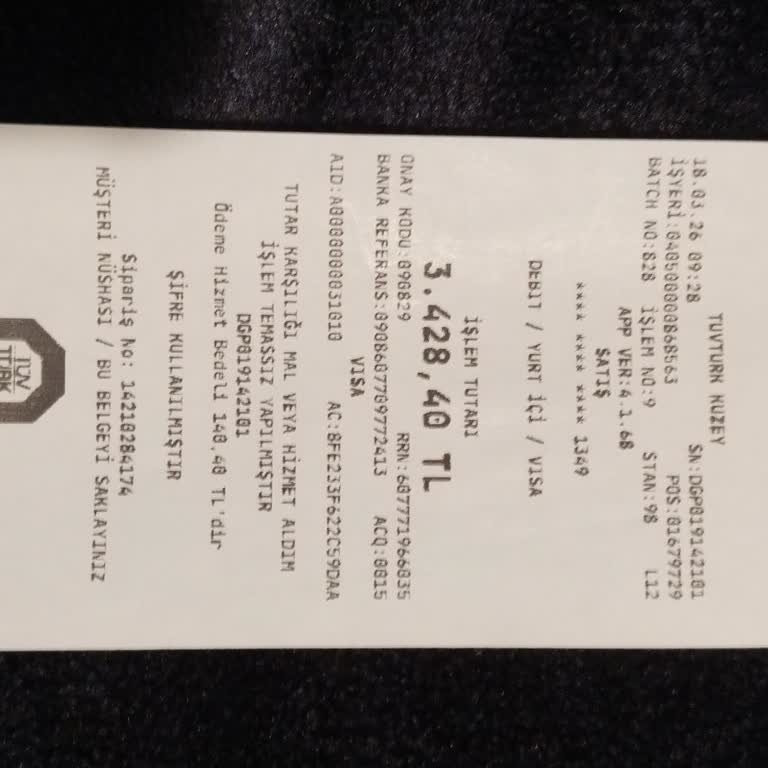 TUVTURK KUZEY
18.03.26 09:28 SN:DGP019142101
İŞYERİ:04050000868563 POS:01679729
BATCH NO:828 İŞLEM NO:9 STAN:98 L12
APP VER:4.1.68
SATIŞ
**** **** **** 1349
DEBIT / YURT İÇİ / VISA
İŞLEM TUTARI
3.428,40 TL
ONAY KODU:090829 RRN:607771966035
BANKA REFERANS:0908607709772413 ACQ:0015
VISA
AID:A0000000031010 AC:8FE233F622C59DAA
TUTAR KARŞILIĞI MAL VEYA HİZMET ALDIM
İŞLEM TEMASSIZ YAPILMIŞTIR
DGP019142101
Ödeme Hizmet Bedeli 140,40 TL'dir
ŞİFRE KULLANILMIŞTIR
Sipariş No: 14210284174
MÜŞTERİ NÜSHASI / BU BELGEYİ SAKLAYINIZ
TÜV
TÜRK